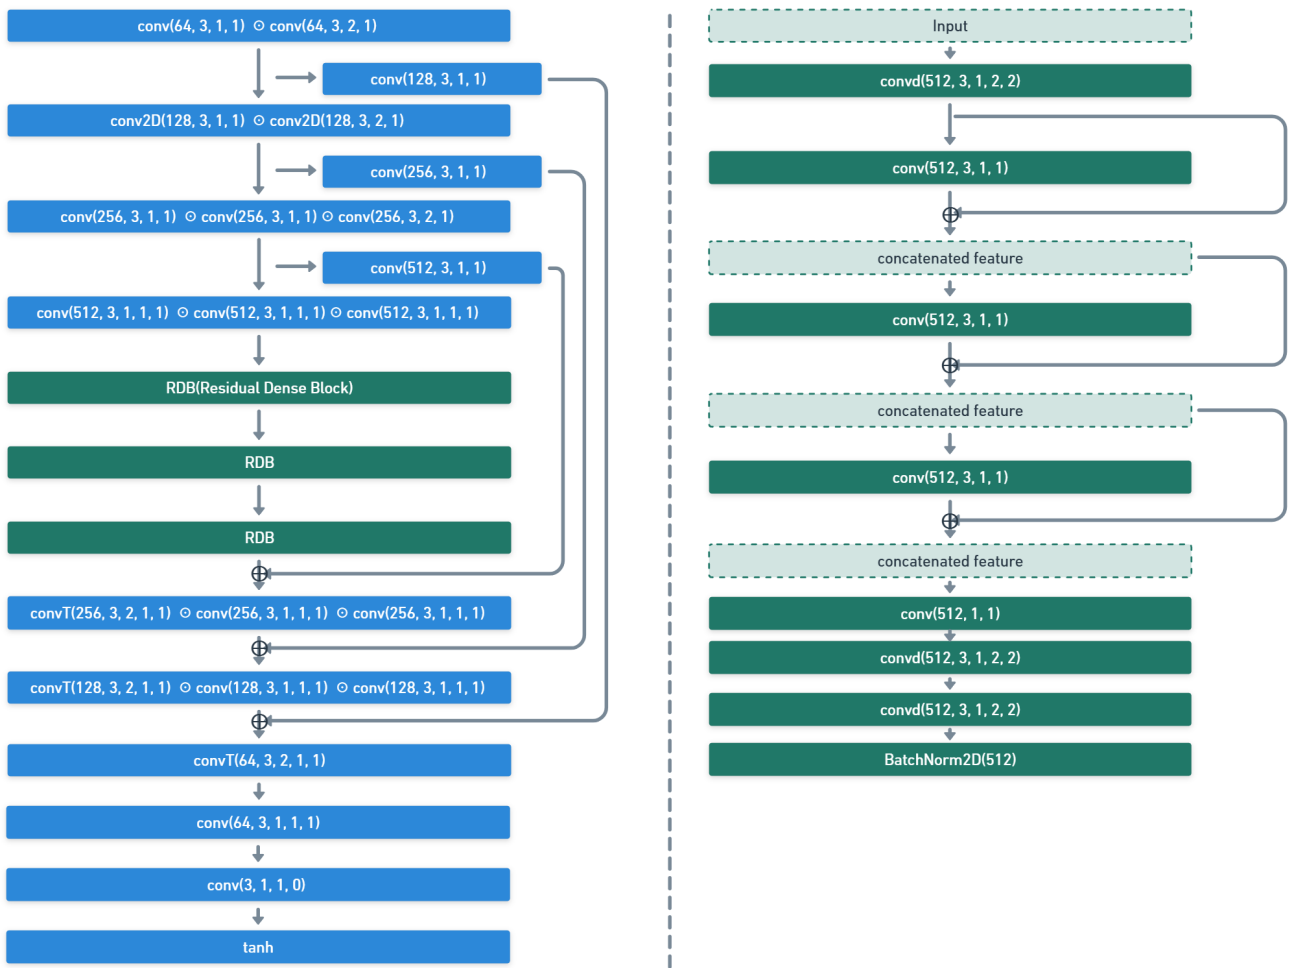 conv(64, 3, 1, 1) ⊙ conv(64, 3, 2, 1)
conv(128, 3, 1, 1)
conv2D(128, 3, 1, 1) ⊙ conv2D(128, 3, 2, 1)
conv(256, 3, 1, 1)
conv(256, 3, 1, 1) ⊙ conv(256, 3, 1, 1) ⊙ conv(256, 3, 2, 1)
conv(512, 3, 1, 1)
conv(512, 3, 1, 1, 1) ⊙ conv(512, 3, 1, 1, 1) ⊙ conv(512, 3, 1, 1, 1)
RDB(Residual Dense Block)
RDB
RDB
convT(256, 3, 2, 1, 1) ⊙ conv(256, 3, 1, 1, 1) ⊙ conv(256, 3, 1, 1, 1)
convT(128, 3, 2, 1, 1) ⊙ conv(128, 3, 1, 1, 1) ⊙ conv(128, 3, 1, 1, 1)
convT(64, 3, 2, 1, 1)
conv(64, 3, 1, 1, 1)
conv(3, 1, 1, 0)
tanh
Input
convd(512, 3, 1, 2, 2)
conv(512, 3, 1, 1)
concatenated feature
conv(512, 3, 1, 1)
concatenated feature
conv(512, 3, 1, 1)
concatenated feature
conv(512, 1, 1)
convd(512, 3, 1, 2, 2)
convd(512, 3, 1, 2, 2)
BatchNorm2D(512)